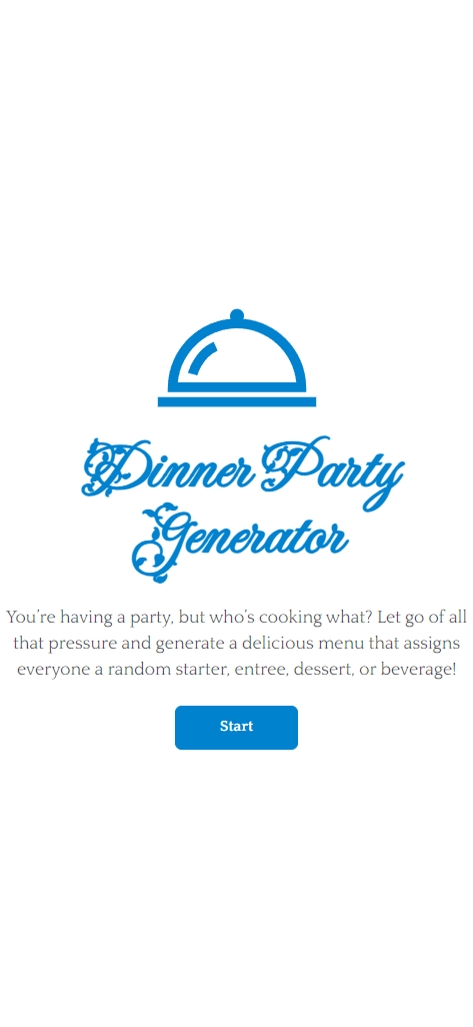 Dinner Party
Generator
You're having a party, but who's cooking what? Let go of all
that pressure and generate a delicious menu that assigns
everyone a random starter, entree, dessert, or beverage!
Start